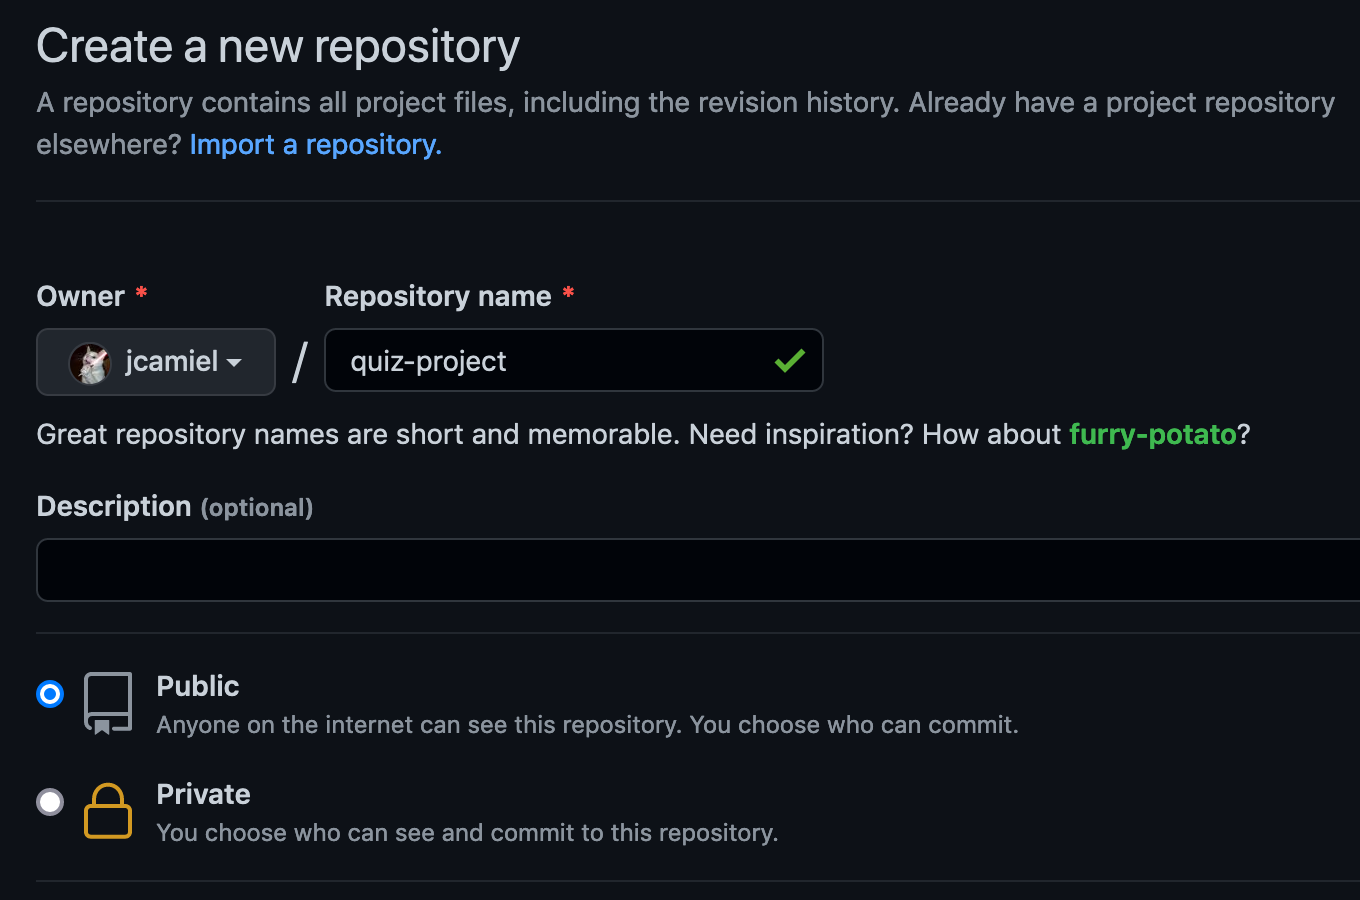 Create a new repository
A repository contains all project files, including the revision history. Already have a project repository
elsewhere? Import a repository.
Owner * Repository name *
jcamiel / quiz-project
Great repository names are short and memorable. Need inspiration? How about furry-potato?
Description (optional)
Public
Anyone on the internet can see this repository. You choose who can commit.
Private
You choose who can see and commit to this repository.